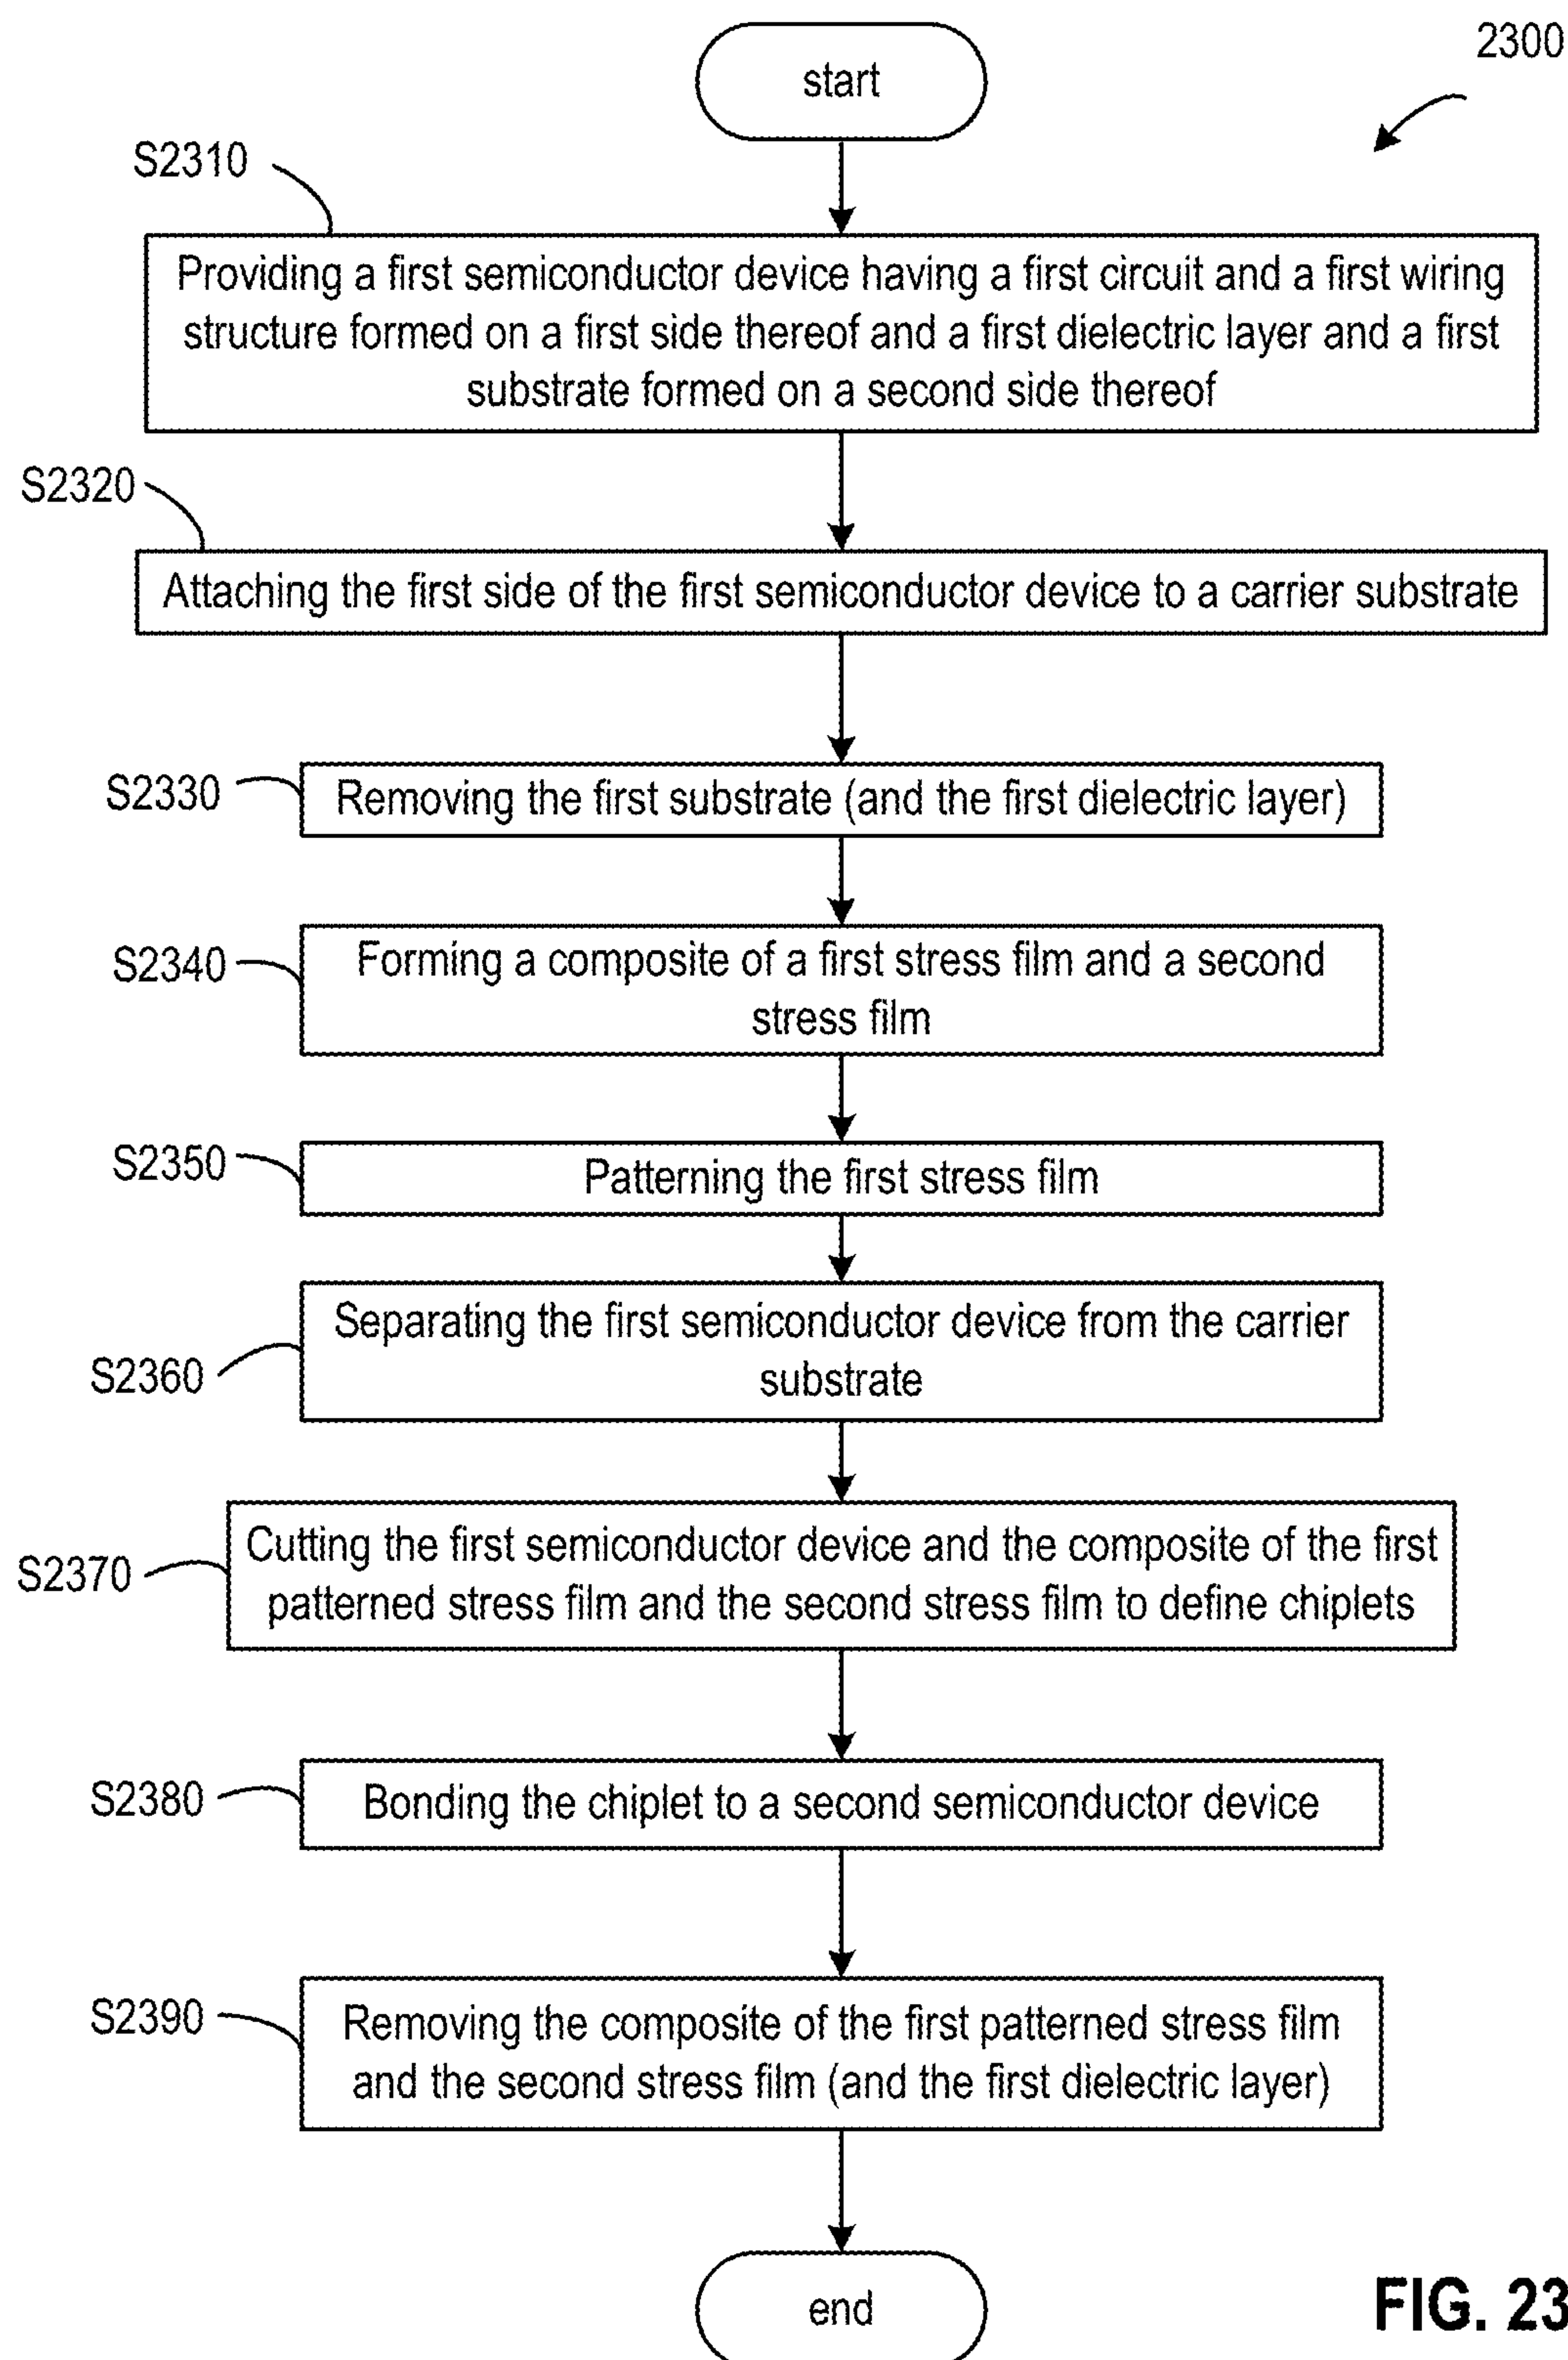 2300
start
S2310
Providing a first semiconductor device having a first circuit and a first wiring
structure formed on a first side thereof and a first dielectric layer and a first
substrate formed on a second side thereof
S2320
Attaching the first side of the first semiconductor device to a carrier substrate
S2330
Removing the first substrate (and the first dielectric layer)
S2340
Forming a composite of a first stress film and a second
stress film
S2350
Patterning the first stress film
S2360
Separating the first semiconductor device from the carrier
substrate
S2370
Cutting the first semiconductor device and the composite of the first
patterned stress film and the second stress film to define chiplets
S2380
Bonding the chiplet to a second semiconductor device
S2390
Removing the composite of the first patterned stress film
and the second stress film (and the first dielectric layer)
end
FIG. 23